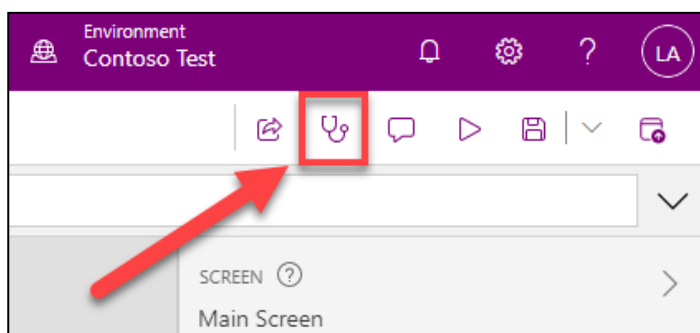 Environment
Contoso Test
LA
SCREEN
Main Screen